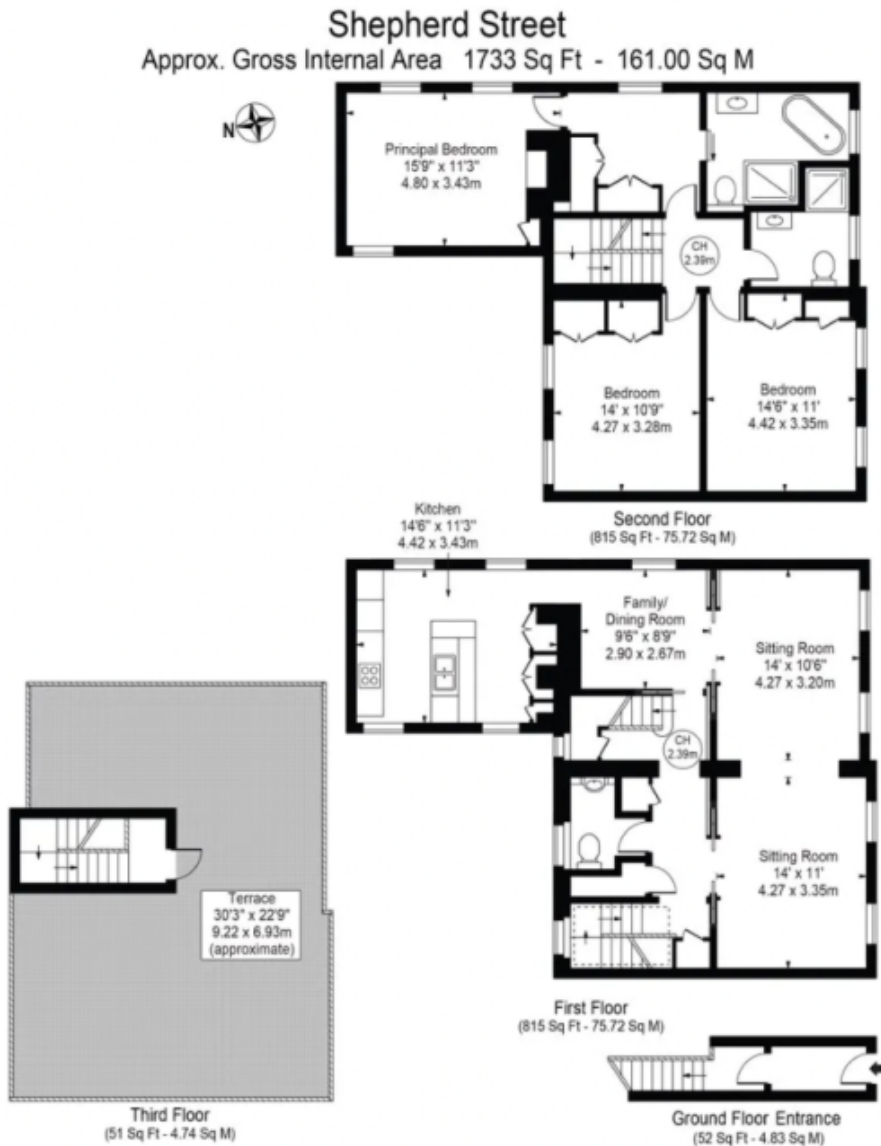 Shepherd Street
Approx. Gross Internal Area 1733 Sq Ft - 161.00 Sq M
N
Principal Bedroom
15'9" x 11'3"
4.80 x 3.43m
CH
2.39m
Bedroom
14' x 10'9"
4.27 x 3.28m
Bedroom
14'6" x 11'
4.42 x 3.35m
Second Floor
(815 Sq Ft - 75.72 Sq M)
Kitchen
14'6" x 11'3"
4.42 x 3.43m
Family/
Dining Room
9'6" x 8'9"
2.90 x 2.67m
Sitting Room
14' x 10'6"
4.27 x 3.20m
CH
2.39m
Sitting Room
14' x 11'
4.27 x 3.35m
First Floor
(815 Sq Ft - 75.72 Sq M)
Terrace
30'3" x 22'9"
9.22 x 6.93m
(approximate)
Third Floor
(51 Sq Ft - 4.74 Sq M)
Ground Floor Entrance
(52 Sq Ft - 4.83 Sq M)